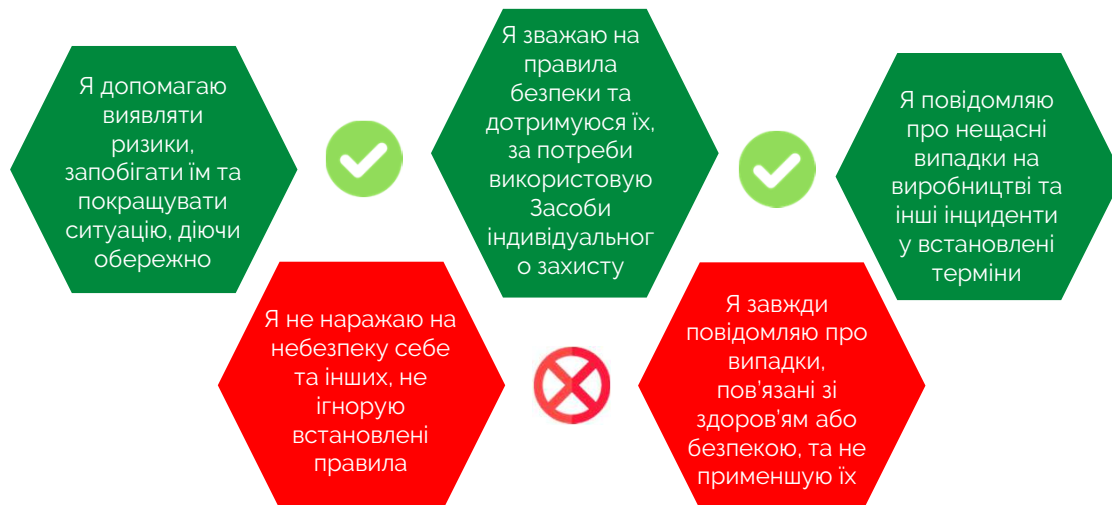 Я допомагаю
виявляти
ризики,
запобігати їм та
покращувати
ситуацію, діючи
обережно
Я зважаю на
правила
безпеки та
дотримуюся їх,
за потреби
використовую
Засоби
індивідуальног
о захисту
Я повідомляю
про нещасні
випадки на
виробництві та
інші інциденти
у встановлені
терміни
Я не наражаю на
небезпеку себе
та інших, не
ігнорую
встановлені
правила
Я завжди
повідомляю про
випадки,
пов’язані зі
здоров’ям або
безпекою, та не
применшую їх